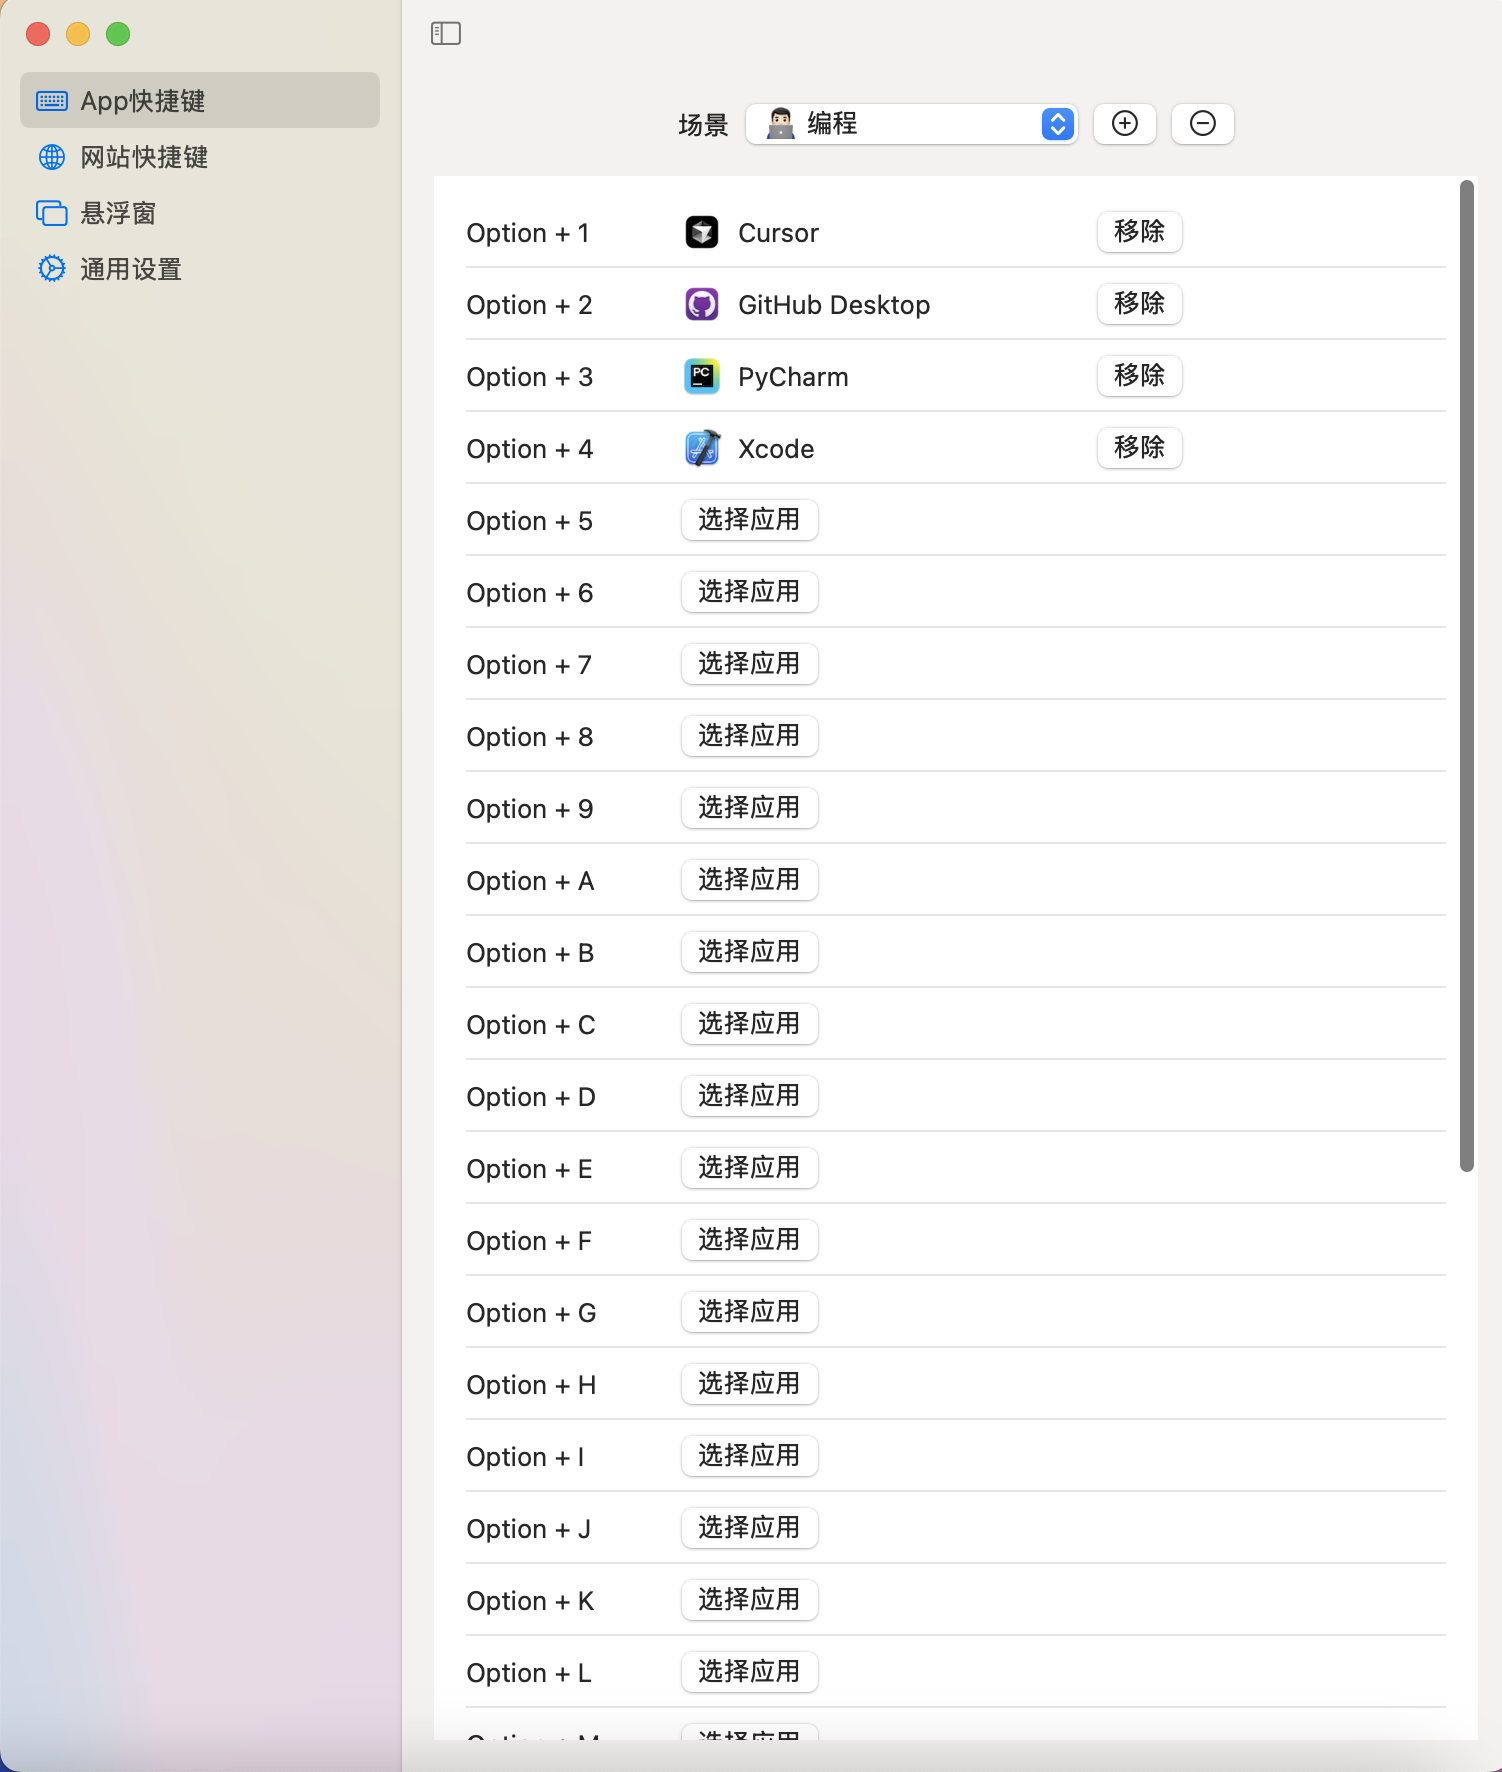 App快捷键
网站快捷键
悬浮窗
通用设置
场景 编程
Option + 1 Cursor 移除
Option + 2 GitHub Desktop 移除
Option + 3 PC PyCharm 移除
Option + 4 Xcode 移除
Option + 5 选择应用
Option + 6 选择应用
Option + 7 选择应用
Option + 8 选择应用
Option + 9 选择应用
Option + A 选择应用
Option + B 选择应用
Option + C 选择应用
Option + D 选择应用
Option + E 选择应用
Option + F 选择应用
Option + G 选择应用
Option + H 选择应用
Option + I 选择应用
Option + J 选择应用
Option + K 选择应用
Option + L 选择应用
Option + M 选择应用